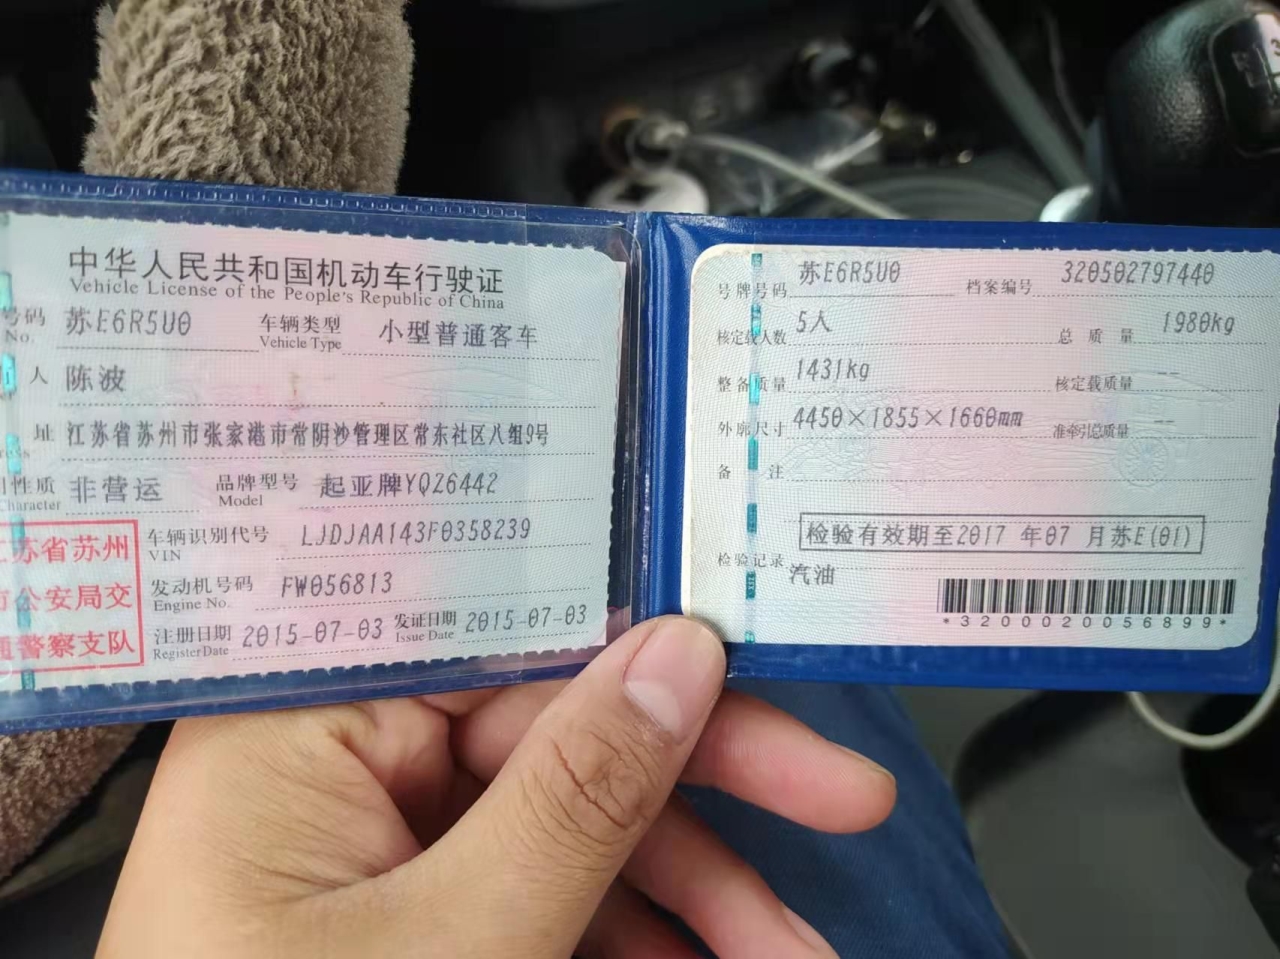 中华人民共和国机动车行驶证
Vehicle License of the People's Republic of China
号码 苏E6R5U0 车辆类型 小型普通客车
No. Vehicle Type
人 陈波
址 江苏省苏州市张家港市常阴沙管理区常东社区八组9号
性质 非营运 品牌型号 起亚牌YQZ6442
Character Model
江苏省苏州
市公安局交
通警察支队
车辆识别代号 LJDJAA143F0358239
VIN
发动机号码 FW056813
Engine No.
注册日期 2015-07-03 发证日期 2015-07-03
Register Date Issue Date
号牌号码 苏E6R5U0 档案编号 320502797440
核定载人数 5人 总质量 1980kg
整备质量 1431kg 核定载质量 --
外廓尺寸 4450×1855×1660mm 准牵引总质量 --
备注
检验有效期至2017 年07 月苏E(01)
检验记录
汽油
*3200020056899*